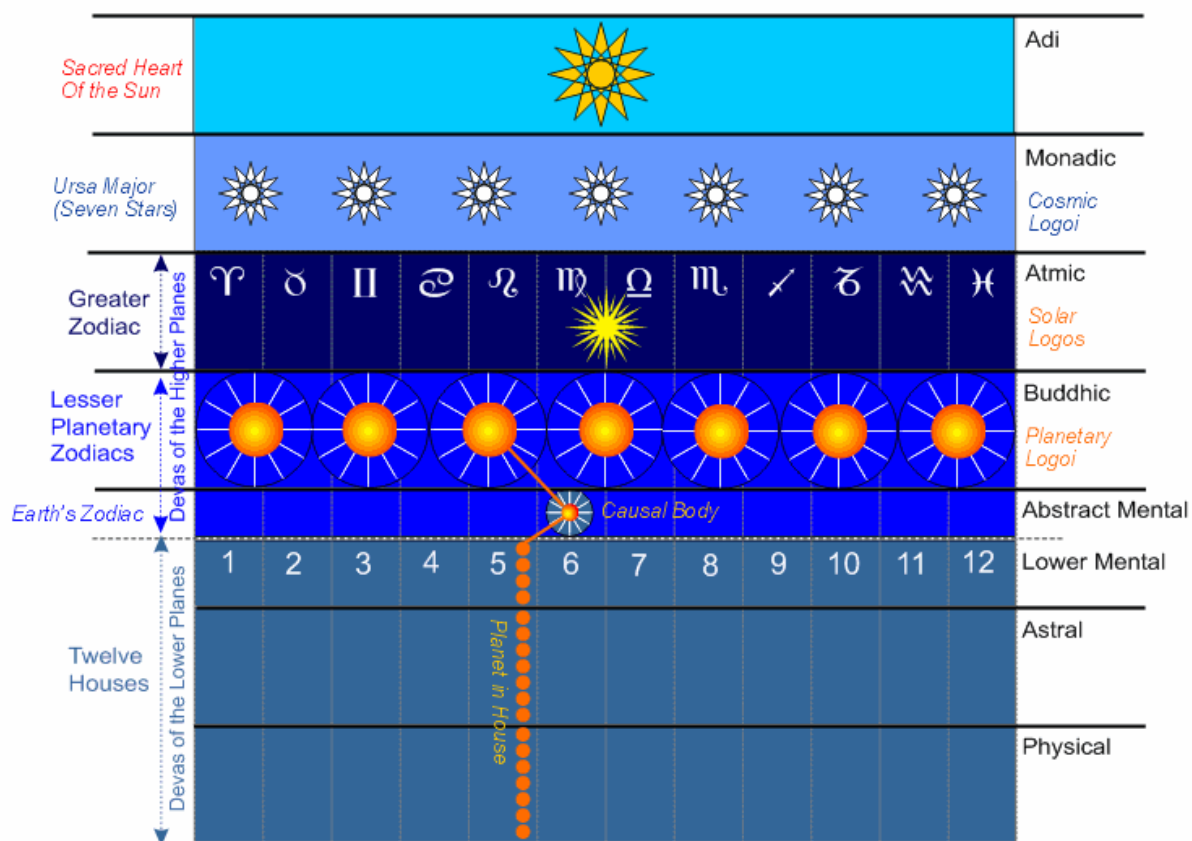 Sacred Heart
Of the Sun
Adi
Ursa Major
(Seven Stars)
Monadic
Cosmic
Logoi
Greater
Zodiac
Devas of the Higher Planes
♈ ♉ ♊ ♋ ♌ ♍ ♎ ♏ ♐ ♑ ♒ ♓
Atmic
Solar
Logos
Lesser
Planetary
Zodiacs
Buddhic
Planetary
Logoi
Earth's Zodiac
Causal Body
Abstract Mental
1 2 3 4 5 6 7 8 9 10 11 12
Lower Mental
Twelve
Houses
Devas of the Lower Planes
Planet in House
Astral
Physical